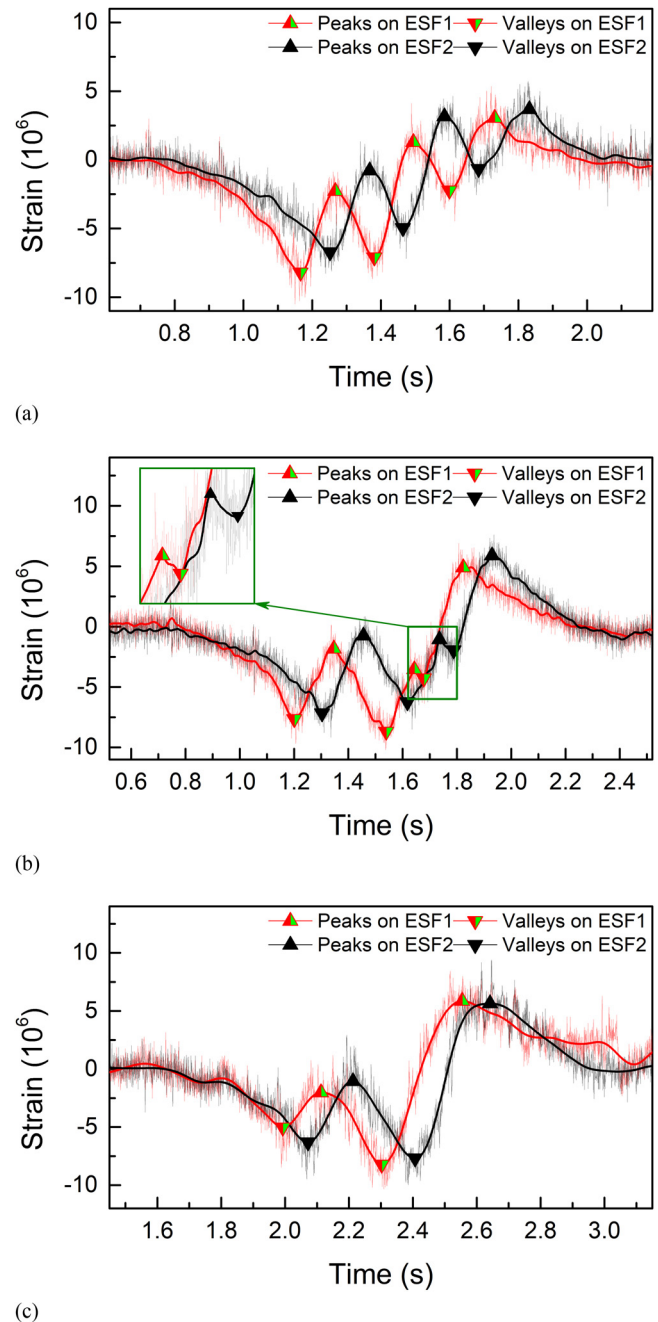 Peaks on ESF1 Valleys on ESF1
Peaks on ESF2 Valleys on ESF2
10
5
0
-5
-10
Strain (10⁶)
0.8 1.0 1.2 1.4 1.6 1.8 2.0
Time (s)
(a)
Peaks on ESF1 Valleys on ESF1
Peaks on ESF2 Valleys on ESF2
10
5
0
-5
-10
Strain (10⁶)
0.6 0.8 1.0 1.2 1.4 1.6 1.8 2.0 2.2 2.4
Time (s)
(b)
Peaks on ESF1 Valleys on ESF1
Peaks on ESF2 Valleys on ESF2
10
5
0
-5
-10
Strain (10⁶)
1.6 1.8 2.0 2.2 2.4 2.6 2.8 3.0
Time (s)
(c)